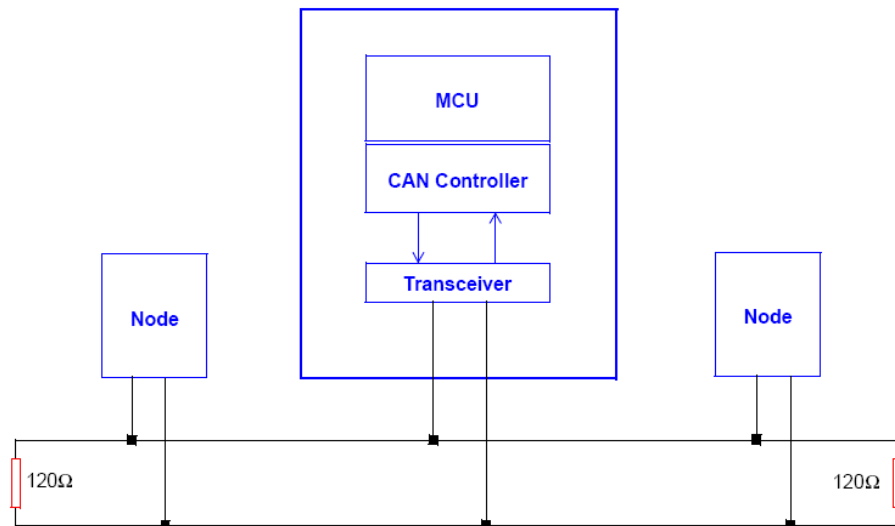 MCU
CAN Controller
Transceiver
Node
Node
120Ω
120Ω